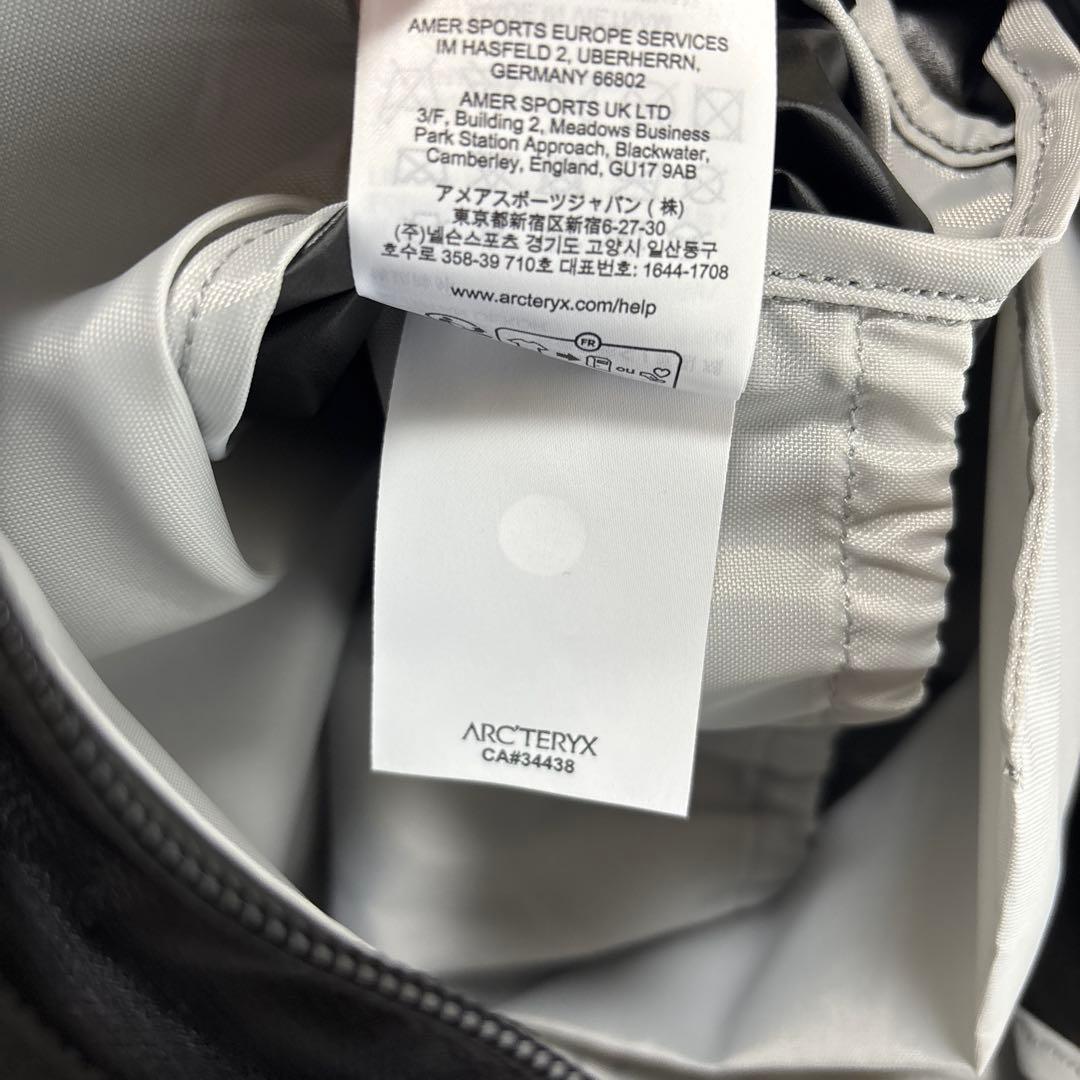 AMER SPORTS EUROPE SERVICES
IM HASFELD 2, UBERHERRN,
GERMANY 66802
AMER SPORTS UK LTD
3/F, Building 2, Meadows Business
Park Station Approach, Blackwater,
Camberley, England, GU17 9AB
アメアスポーツジャパン (株)
東京都新宿区新宿6-27-30
(주)넬슨스포츠 경기도 고양시 일산동구
호수로 358-39 710호 대표번호: 1644-1708
www.arcteryx.com/help
FR
ou
ARC'TERYX
CA#34438